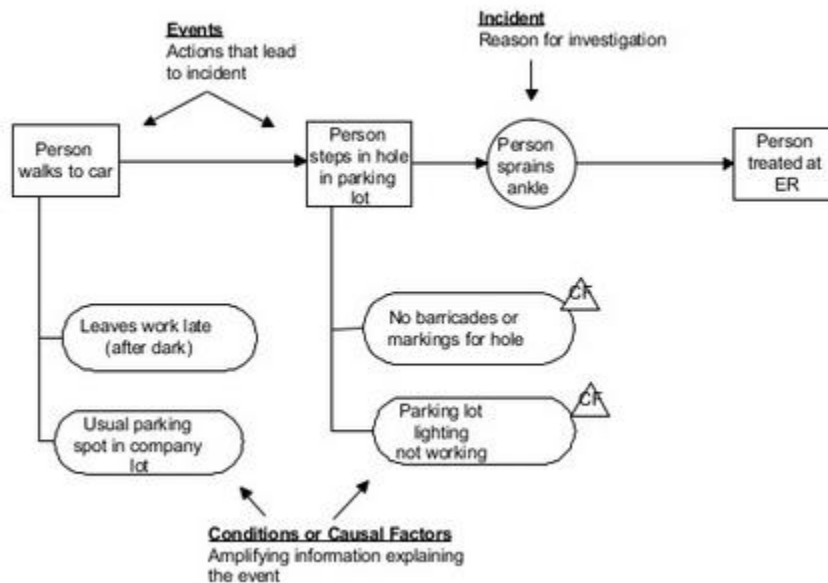 Events
Actions that lead
to incident
Incident
Reason for investigation
Person
walks to car
Person
steps in hole
in parking
lot
Person
sprains
ankle
Person
treated at
ER
Leaves work late
(after dark)
Usual parking
spot in company
lot
CF
No barricades or
markings for hole
CF
Parking lot
lighting
not working
Conditions or Causal Factors
Amplifying information explaining
the event